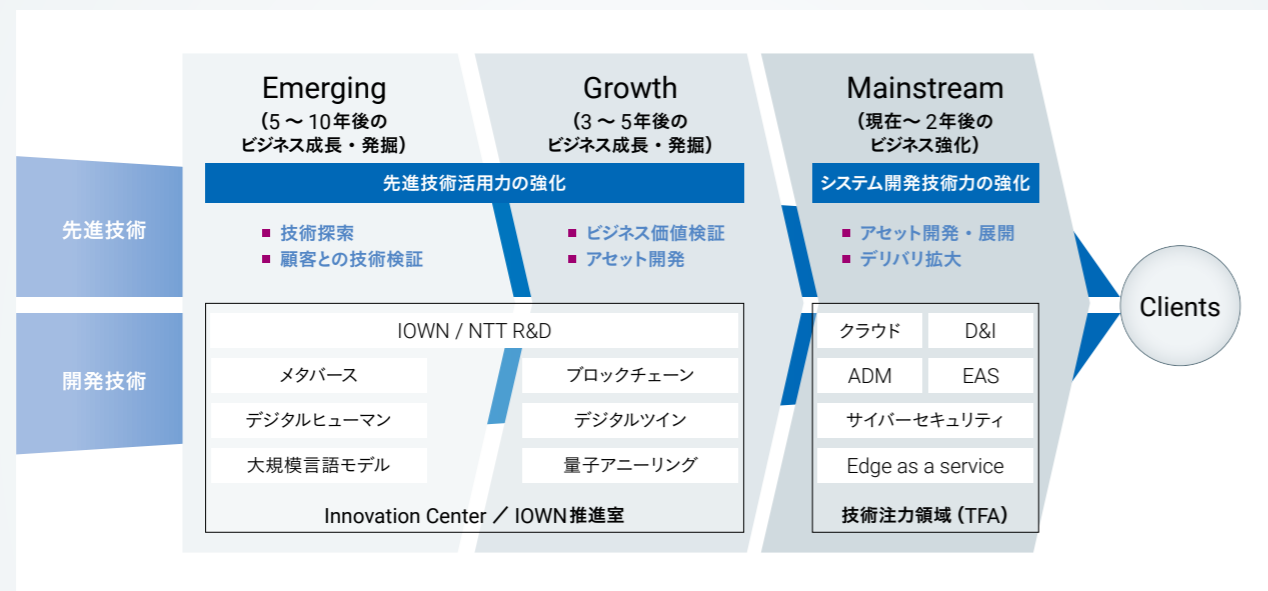 Emerging
（5 ～ 10年後の
ビジネス成長・発掘）
Growth
（3 ～ 5年後の
ビジネス成長・発掘）
Mainstream
（現在～ 2年後の
ビジネス強化）
先進技術活用力の強化
システム開発技術力の強化
先進技術
■ 技術探索
■ 顧客との技術検証
■ ビジネス価値検証
■ アセット開発
■ アセット開発・展開
■ デリバリ拡大
Clients
開発技術
IOWN / NTT R&D
メタバース
ブロックチェーン
デジタルヒューマン
デジタルツイン
大規模言語モデル
量子アニーリング
Innovation Center ／ IOWN推進室
クラウド
D&I
ADM
EAS
サイバーセキュリティ
Edge as a service
技術注力領域（TFA）